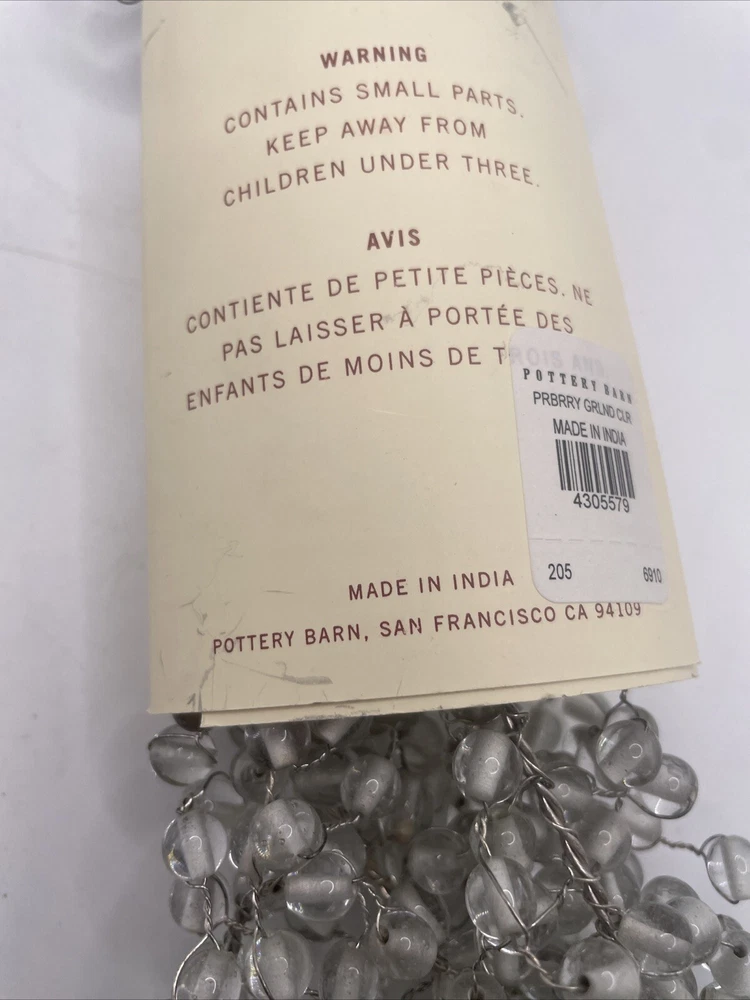 WARNING
CONTAINS SMALL PARTS.
KEEP AWAY FROM
CHILDREN UNDER THREE.
AVIS
CONTIENTE DE PETITE PIÈCES. NE
PAS LAISSER À PORTÉE DES
ENFANTS DE MOINS DE TROIS ANS
POTTERY BARN
PRBRRY GRLND CLR
MADE IN INDIA
4305579
205 6910
MADE IN INDIA
POTTERY BARN, SAN FRANCISCO CA 94109